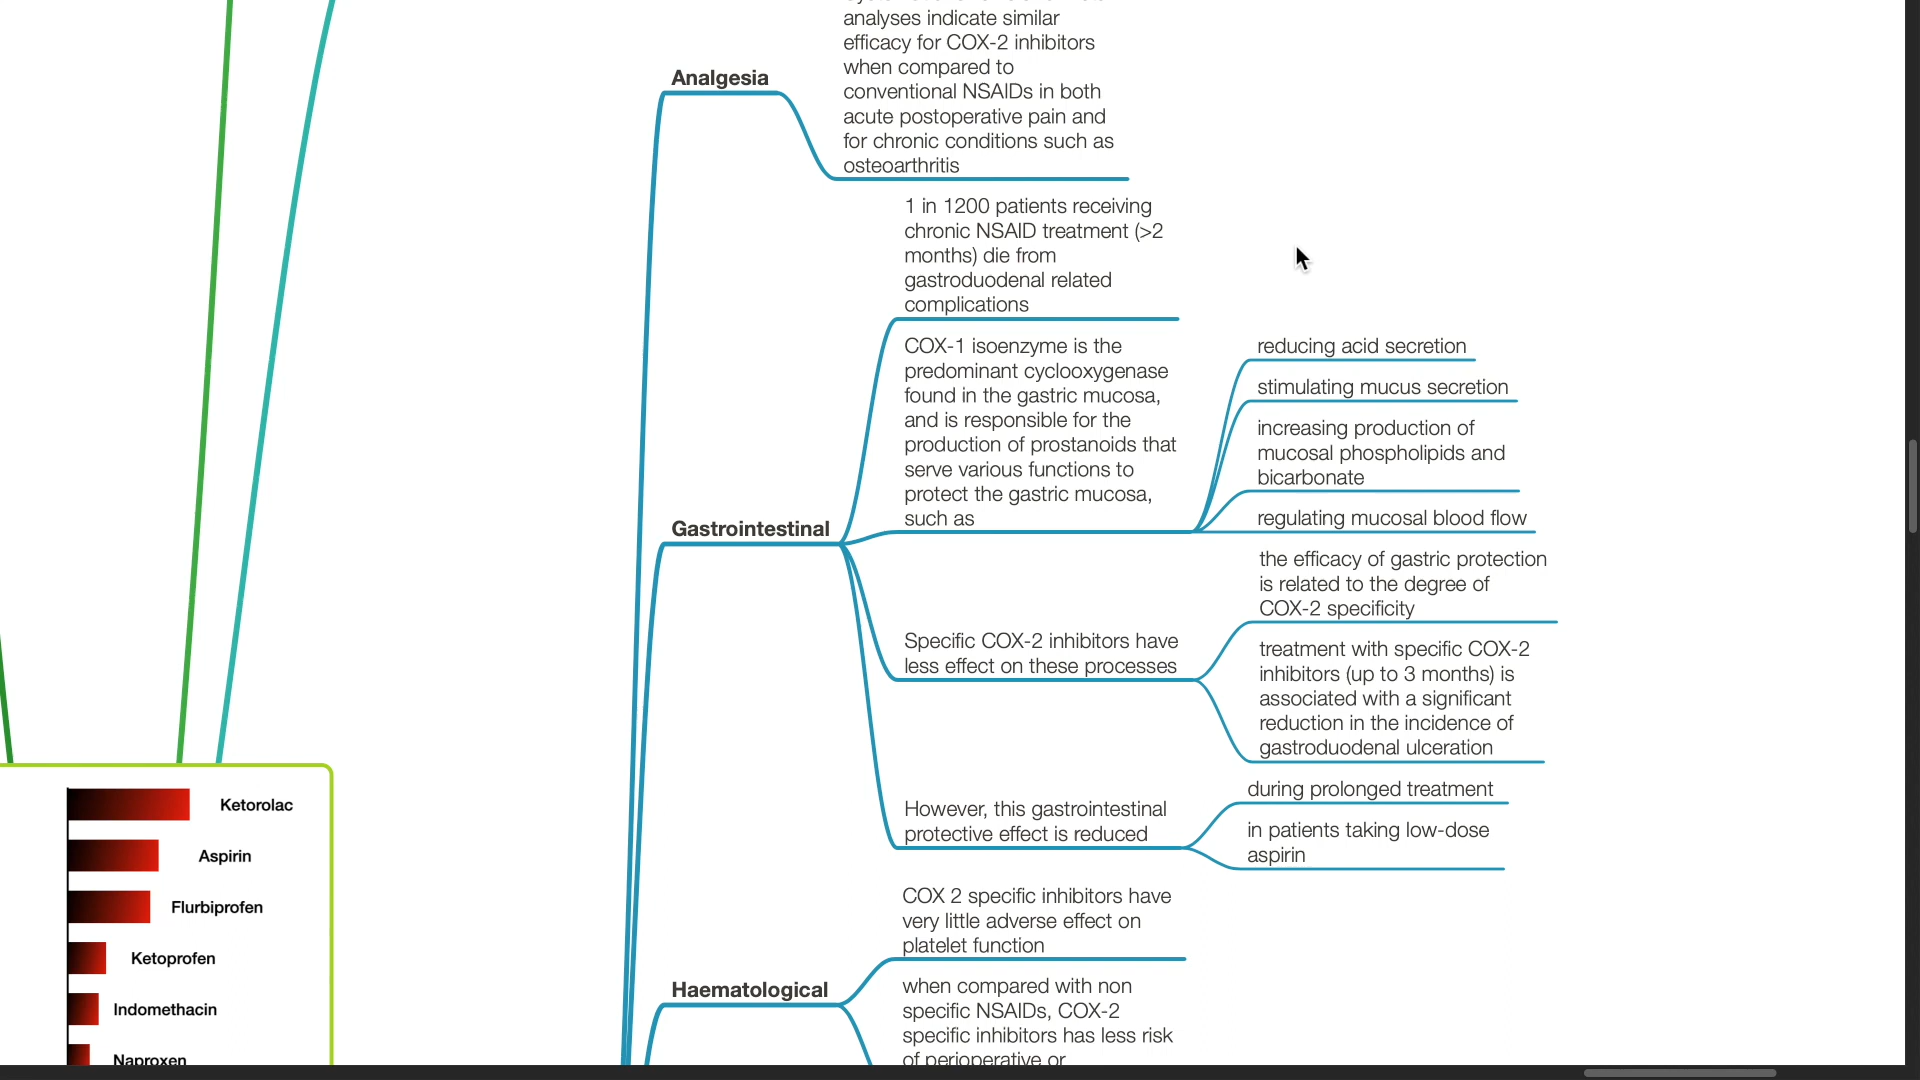 analyses indicate similar
efficacy for COX-2 inhibitors
when compared to
conventional NSAIDs in both
acute postoperative pain and
for chronic conditions such as
osteoarthritis
Analgesia
1 in 1200 patients receiving
chronic NSAID treatment (>2
months) die from
gastroduodenal related
complications
COX-1 isoenzyme is the
predominant cyclooxygenase
found in the gastric mucosa,
and is responsible for the
production of prostanoids that
serve various functions to
protect the gastric mucosa,
such as
reducing acid secretion
stimulating mucus secretion
increasing production of
mucosal phospholipids and
bicarbonate
regulating mucosal blood flow
Gastrointestinal
the efficacy of gastric protection
is related to the degree of
COX-2 specificity
Specific COX-2 inhibitors have
less effect on these processes
treatment with specific COX-2
inhibitors (up to 3 months) is
associated with a significant
reduction in the incidence of
gastroduodenal ulceration
However, this gastrointestinal
protective effect is reduced
during prolonged treatment
in patients taking low-dose
aspirin
COX 2 specific inhibitors have
very little adverse effect on
platelet function
Haematological
when compared with non
specific NSAIDs, COX-2
specific inhibitors has less risk
of perioperative or
Ketorolac
Aspirin
Flurbiprofen
Ketoprofen
Indomethacin
Naproxen